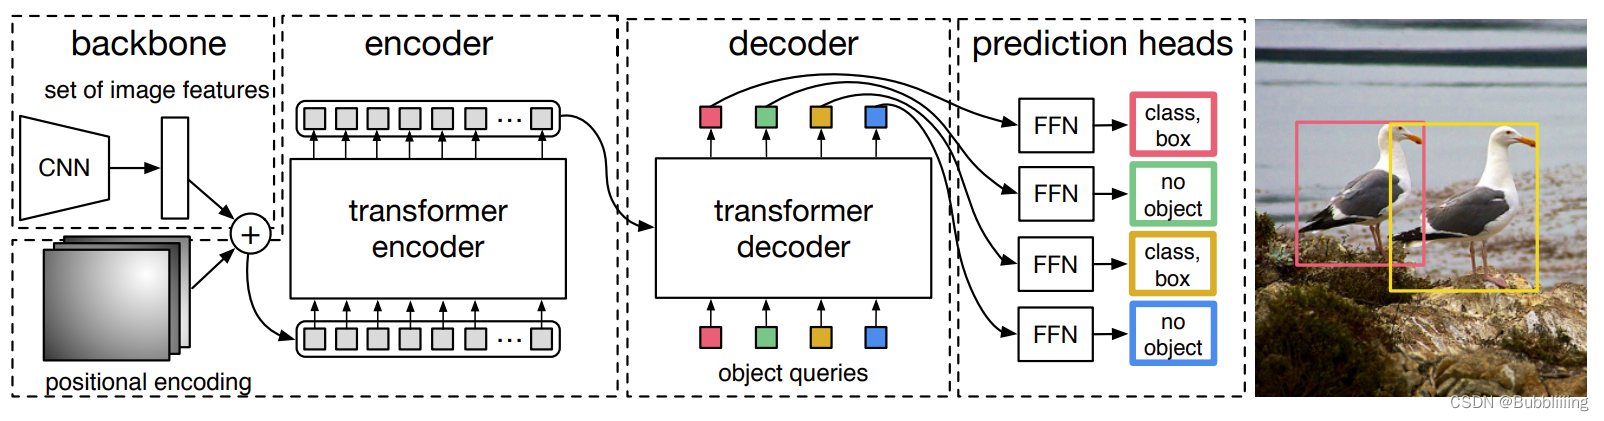 backbone
set of image features
CNN
+
positional encoding
encoder
...
transformer
encoder
...
decoder
transformer
decoder
object queries
prediction heads
FFN
class,
box
FFN
no
object
FFN
class,
box
FFN
no
object
CSDN @Bubbliiiing